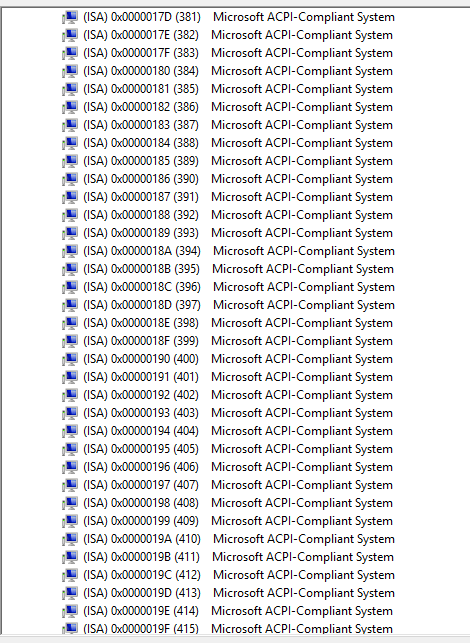 (ISA) 0x0000017D (381) Microsoft ACPI-Compliant System
(ISA) 0x0000017E (382) Microsoft ACPI-Compliant System
(ISA) 0x0000017F (383) Microsoft ACPI-Compliant System
(ISA) 0x00000180 (384) Microsoft ACPI-Compliant System
(ISA) 0x00000181 (385) Microsoft ACPI-Compliant System
(ISA) 0x00000182 (386) Microsoft ACPI-Compliant System
(ISA) 0x00000183 (387) Microsoft ACPI-Compliant System
(ISA) 0x00000184 (388) Microsoft ACPI-Compliant System
(ISA) 0x00000185 (389) Microsoft ACPI-Compliant System
(ISA) 0x00000186 (390) Microsoft ACPI-Compliant System
(ISA) 0x00000187 (391) Microsoft ACPI-Compliant System
(ISA) 0x00000188 (392) Microsoft ACPI-Compliant System
(ISA) 0x00000189 (393) Microsoft ACPI-Compliant System
(ISA) 0x0000018A (394) Microsoft ACPI-Compliant System
(ISA) 0x0000018B (395) Microsoft ACPI-Compliant System
(ISA) 0x0000018C (396) Microsoft ACPI-Compliant System
(ISA) 0x0000018D (397) Microsoft ACPI-Compliant System
(ISA) 0x0000018E (398) Microsoft ACPI-Compliant System
(ISA) 0x0000018F (399) Microsoft ACPI-Compliant System
(ISA) 0x00000190 (400) Microsoft ACPI-Compliant System
(ISA) 0x00000191 (401) Microsoft ACPI-Compliant System
(ISA) 0x00000192 (402) Microsoft ACPI-Compliant System
(ISA) 0x00000193 (403) Microsoft ACPI-Compliant System
(ISA) 0x00000194 (404) Microsoft ACPI-Compliant System
(ISA) 0x00000195 (405) Microsoft ACPI-Compliant System
(ISA) 0x00000196 (406) Microsoft ACPI-Compliant System
(ISA) 0x00000197 (407) Microsoft ACPI-Compliant System
(ISA) 0x00000198 (408) Microsoft ACPI-Compliant System
(ISA) 0x00000199 (409) Microsoft ACPI-Compliant System
(ISA) 0x0000019A (410) Microsoft ACPI-Compliant System
(ISA) 0x0000019B (411) Microsoft ACPI-Compliant System
(ISA) 0x0000019C (412) Microsoft ACPI-Compliant System
(ISA) 0x0000019D (413) Microsoft ACPI-Compliant System
(ISA) 0x0000019E (414) Microsoft ACPI-Compliant System
(ISA) 0x0000019F (415) Microsoft ACPI-Compliant System